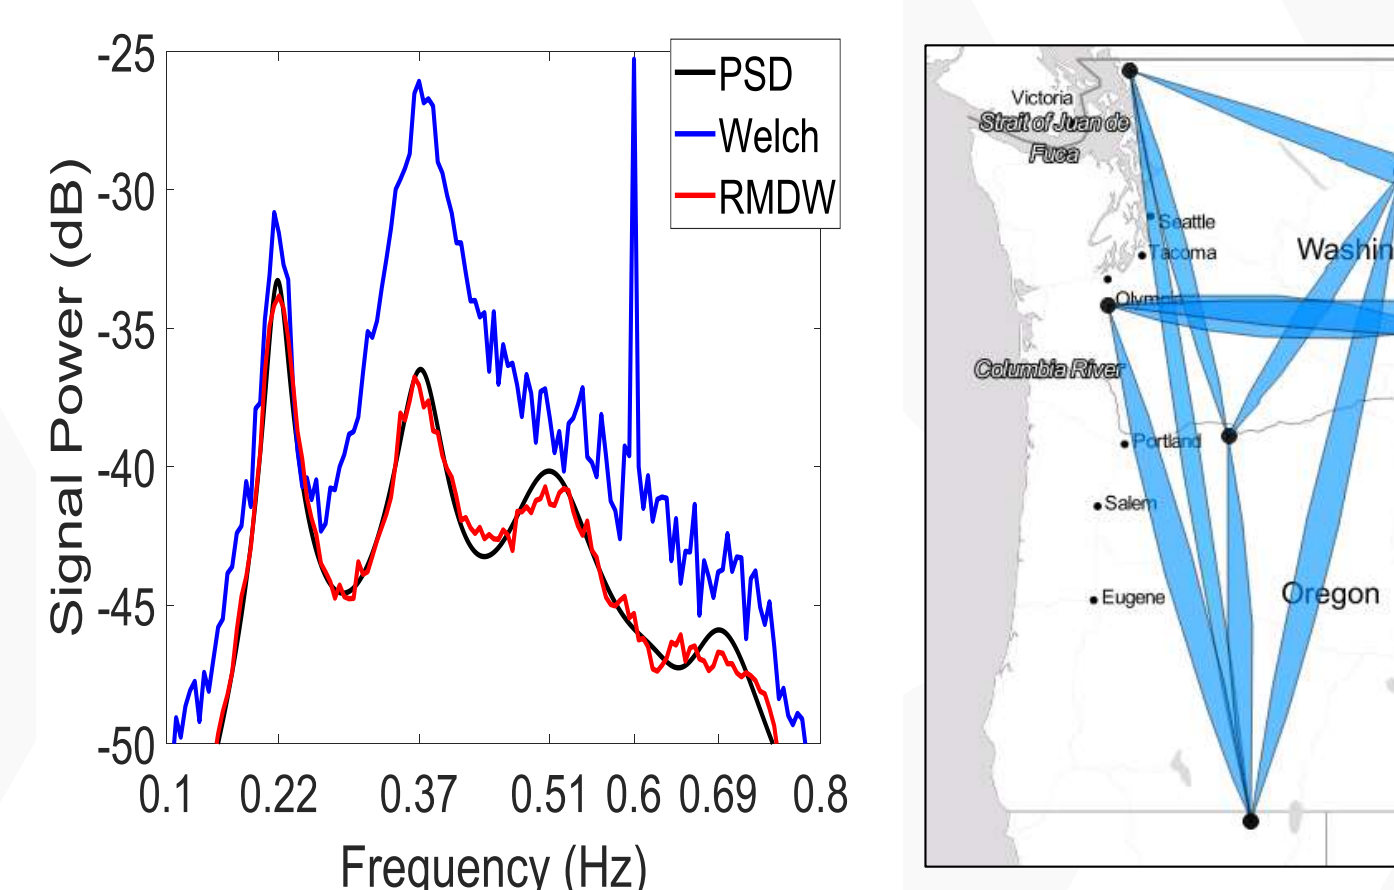 -25
-30
-35
-40
-45
-50
Signal Power (dB)
PSD
Welch
RMDW
0.1 0.22 0.37 0.51 0.6 0.69 0.8
Frequency (Hz)
Victoria
Strait of Juan de
Fuca
Seattle
Tacoma
Washin
Olympia
Columbia River
Portland
Salem
Eugene
Oregon